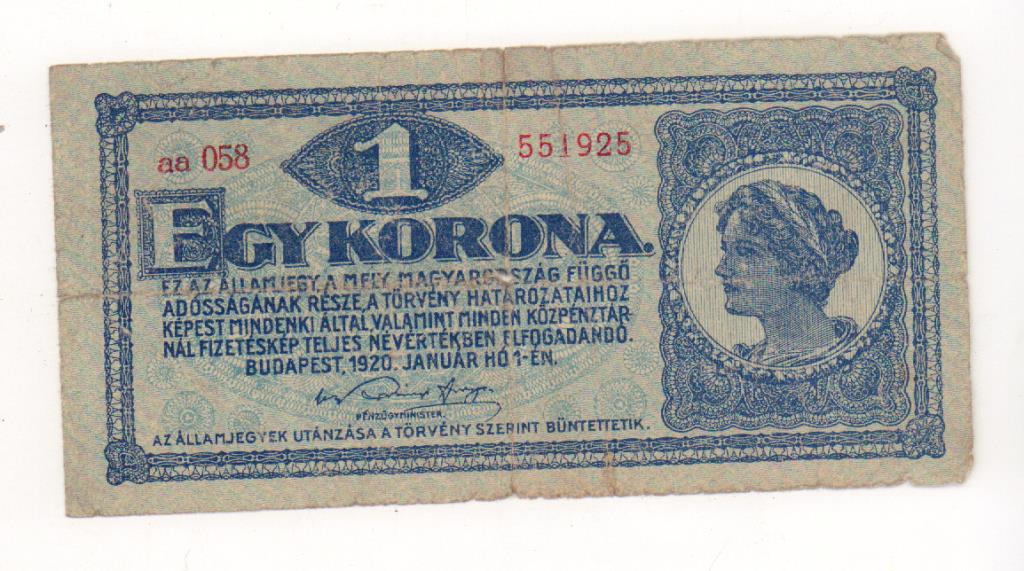 1
aa 058
551925
EGY KORONA.
EZ AZ ÁLLAMJEGY, A MELY MAGYARORSZÁG FÜGGŐ
ADÓSSÁGÁNAK RÉSZE, A TÖRVÉNY HATÁROZATAIHOZ
KÉPEST MINDENKI ÁLTAL, VALAMINT MINDEN KÖZPÉNZTÁR-
NÁL FIZETÉSKÉP TELJES NÉVÉRTÉKBEN ELFOGADANDÓ.
BUDAPEST, 1920. JANUÁR HÓ 1-ÉN.
PÉNZÜGYMINISTER.
AZ ÁLLAMJEGYEK UTÁNZÁSA A TÖRVÉNY SZERINT BÜNTETTETIK.